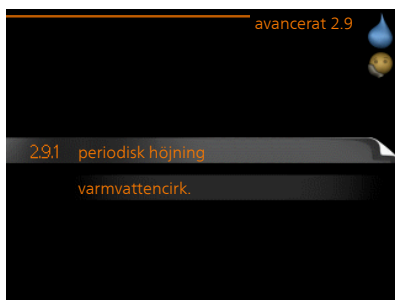 avancerat 2.9
2.9.1 periodisk höjning
varmvattencirk.